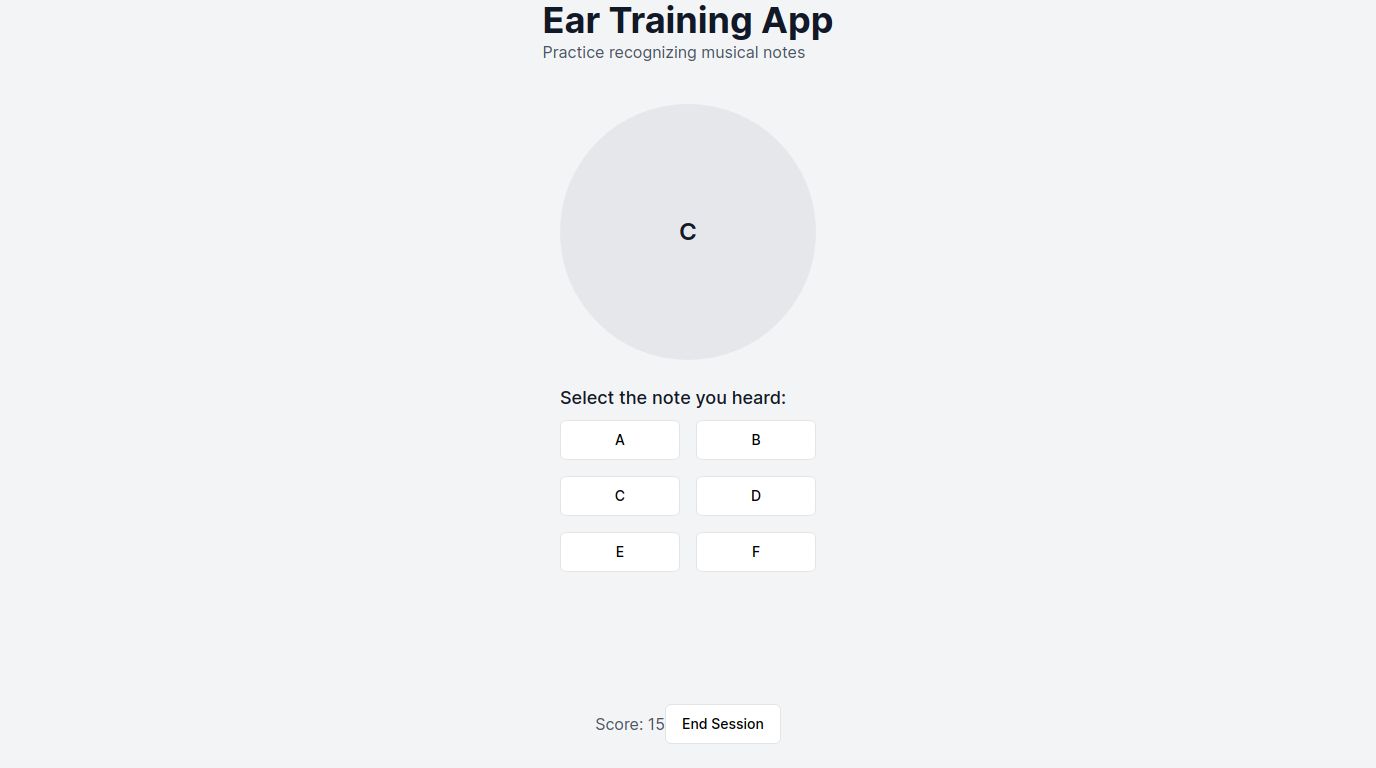 Ear Training App
Practice recognizing musical notes
C
Select the note you heard:
A B
C D
E F
Score: 15 End Session